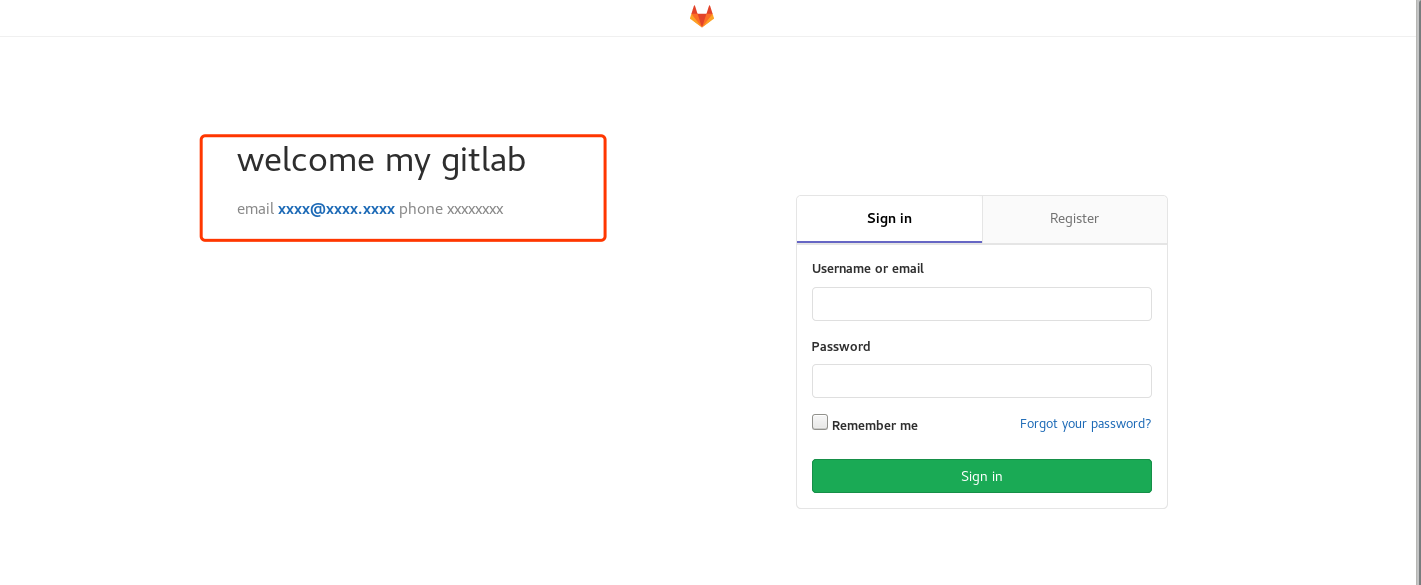 welcome my gitlab
email xxxx@xxxx.xxxx phone xxxxxxxx
Sign in
Register
Username or email
Password
Remember me
Forgot your password?
Sign in